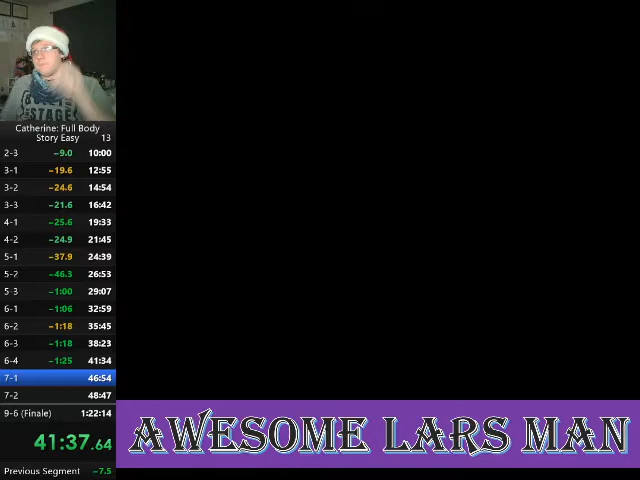 Catherine: Full Body
Story Easy 13
2-3 −9.0 10:00
3-1 −19.6 12:55
3-2 −24.6 14:54
3-3 −21.6 16:42
4-1 −25.6 19:33
4-2 −24.9 21:45
5-1 −37.9 24:39
5-2 −46.3 26:53
5-3 −1:00 29:07
6-1 −1:06 32:59
6-2 −1:18 35:45
6-3 −1:18 38:23
6-4 −1:25 41:34
7-1 46:54
7-2 48:47
9-6 (Finale) 1:22:14
41:37.64
Previous Segment −7.5
AWESOME LARS MAN